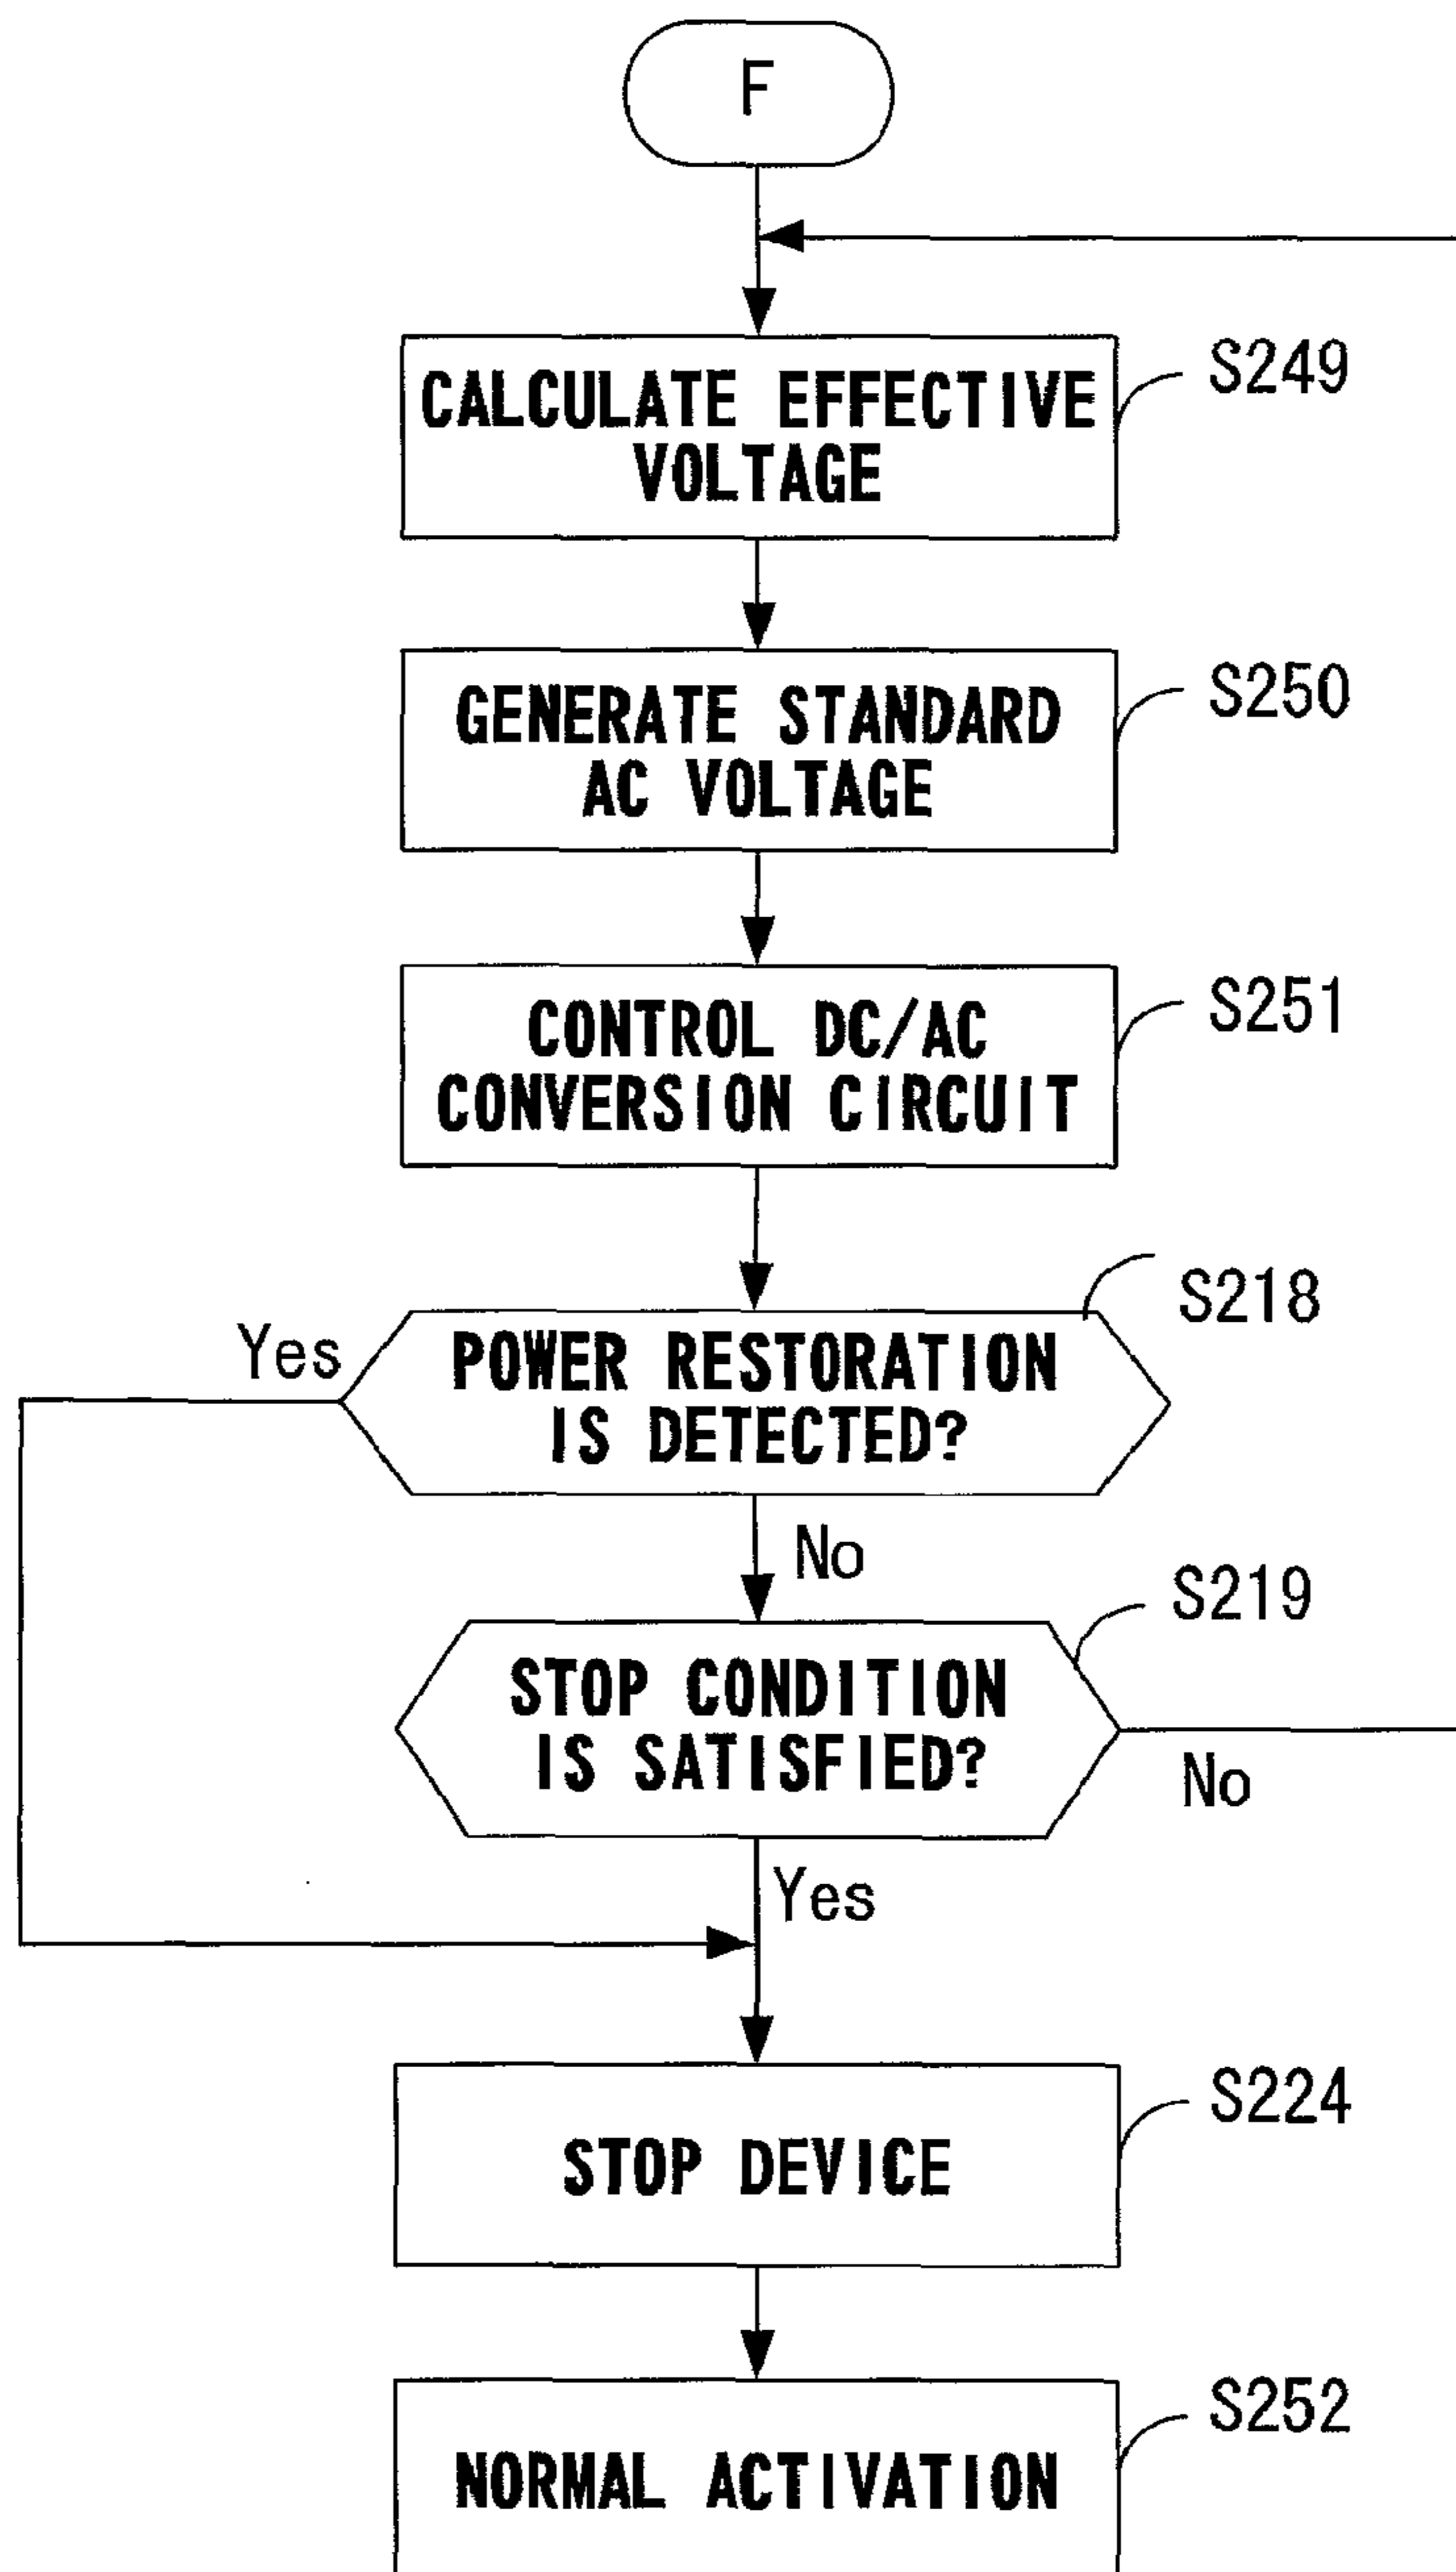 F
CALCULATE EFFECTIVE
VOLTAGE
S249
GENERATE STANDARD
AC VOLTAGE
S250
CONTROL DC/AC
CONVERSION CIRCUIT
S251
Yes
POWER RESTORATION
IS DETECTED?
S218
No
STOP CONDITION
IS SATISFIED?
S219
No
Yes
STOP DEVICE
S224
NORMAL ACTIVATION
S252